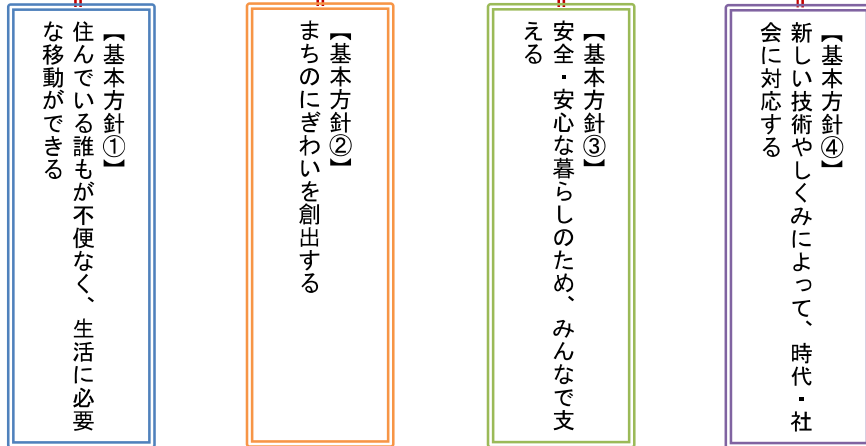 【基本方針①】
住んでいる誰もが不便なく、生活に必要
な移動ができる
【基本方針②】
まちのにぎわいを創出する
【基本方針③】
安全・安心な暮らしのため、みんなで支
える
【基本方針④】
新しい技術やしくみによって、時代・社
会に対応する